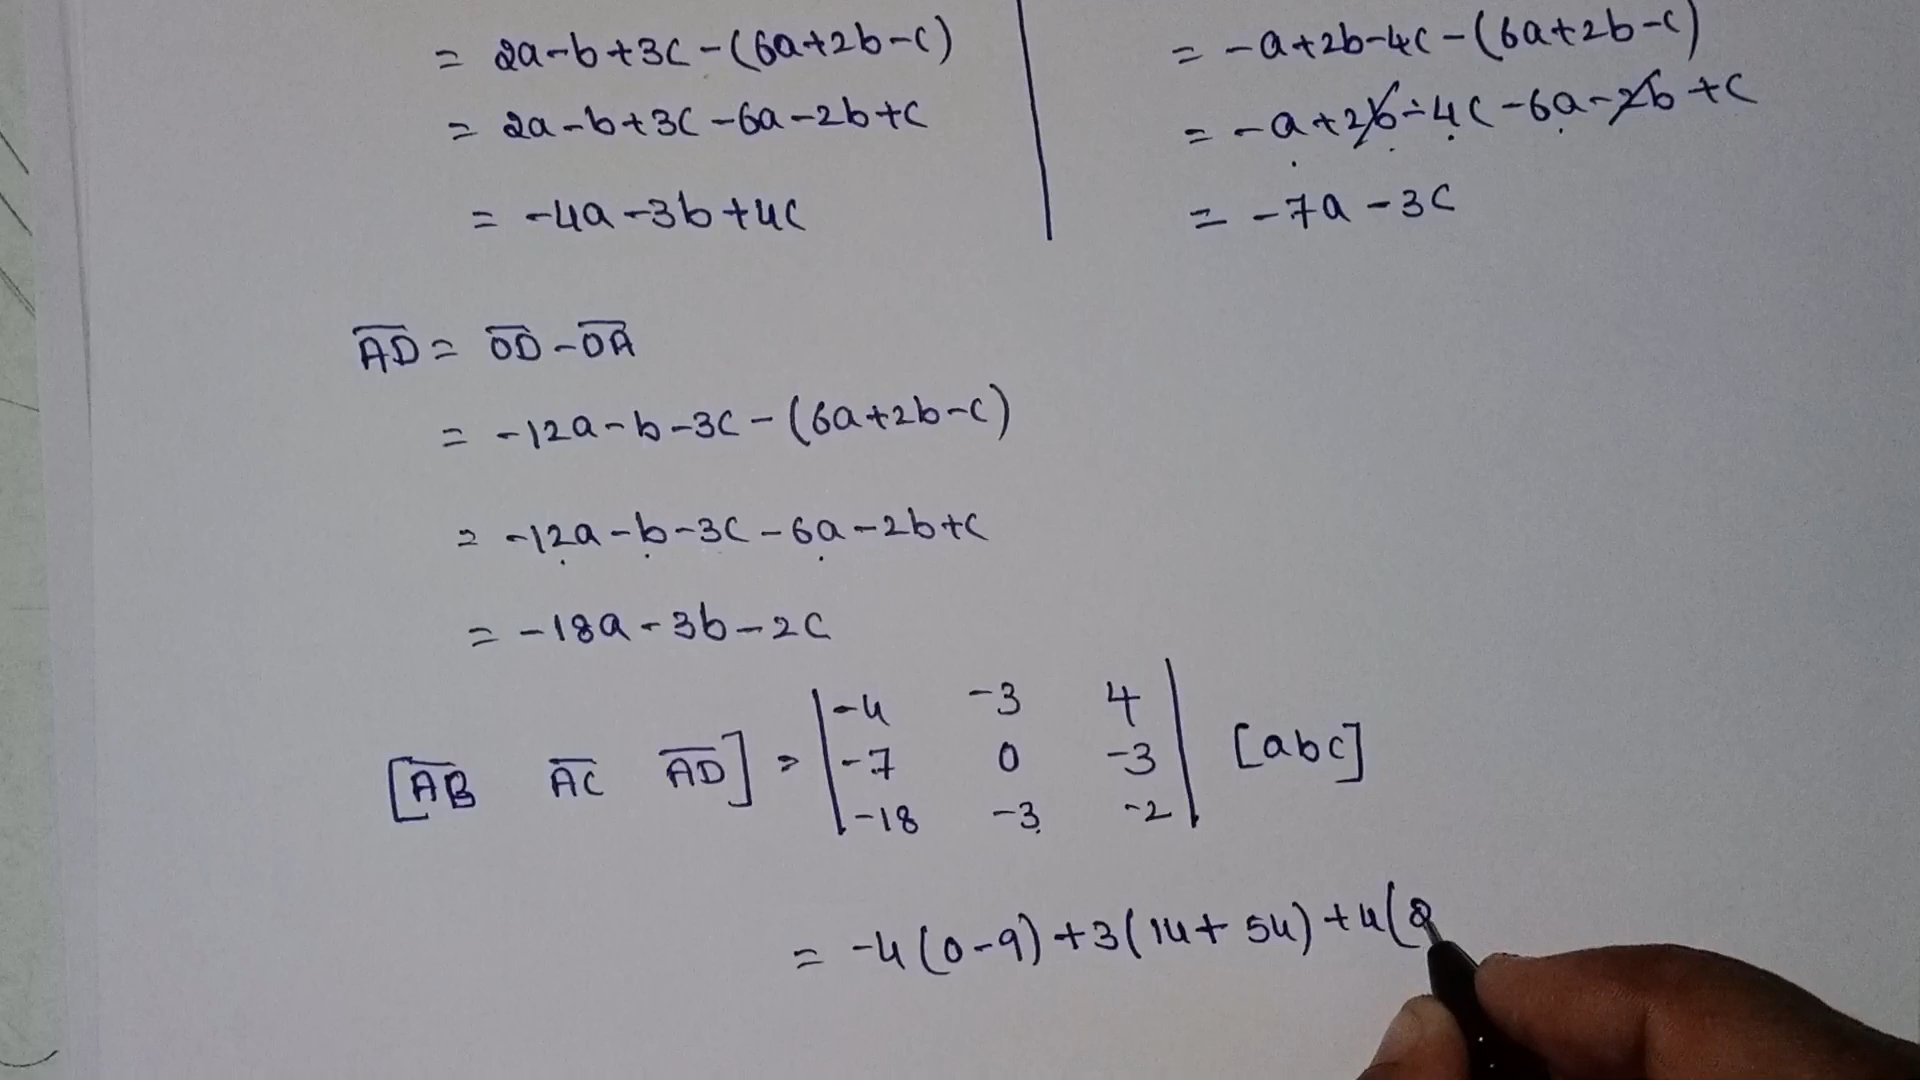 = 2a-b+3c-(6a+2b-c)
= 2a-b+3c-6a-2b+c
= -4a-3b+4c
= -a+2b-4c-(6a+2b-c)
= -a+2b-4c-6a-2b+c
= -7a-3c
AD = OD-OA
= -12a-b-3c-(6a+2b-c)
= -12a-b-3c-6a-2b+c
= -18a-3b-2c
[AB AC AD] = | -4 -3 4 |
| -7 0 -3 | [abc]
| -18 -3 -2 |
= -4(0-9)+3(14+54)+4(2